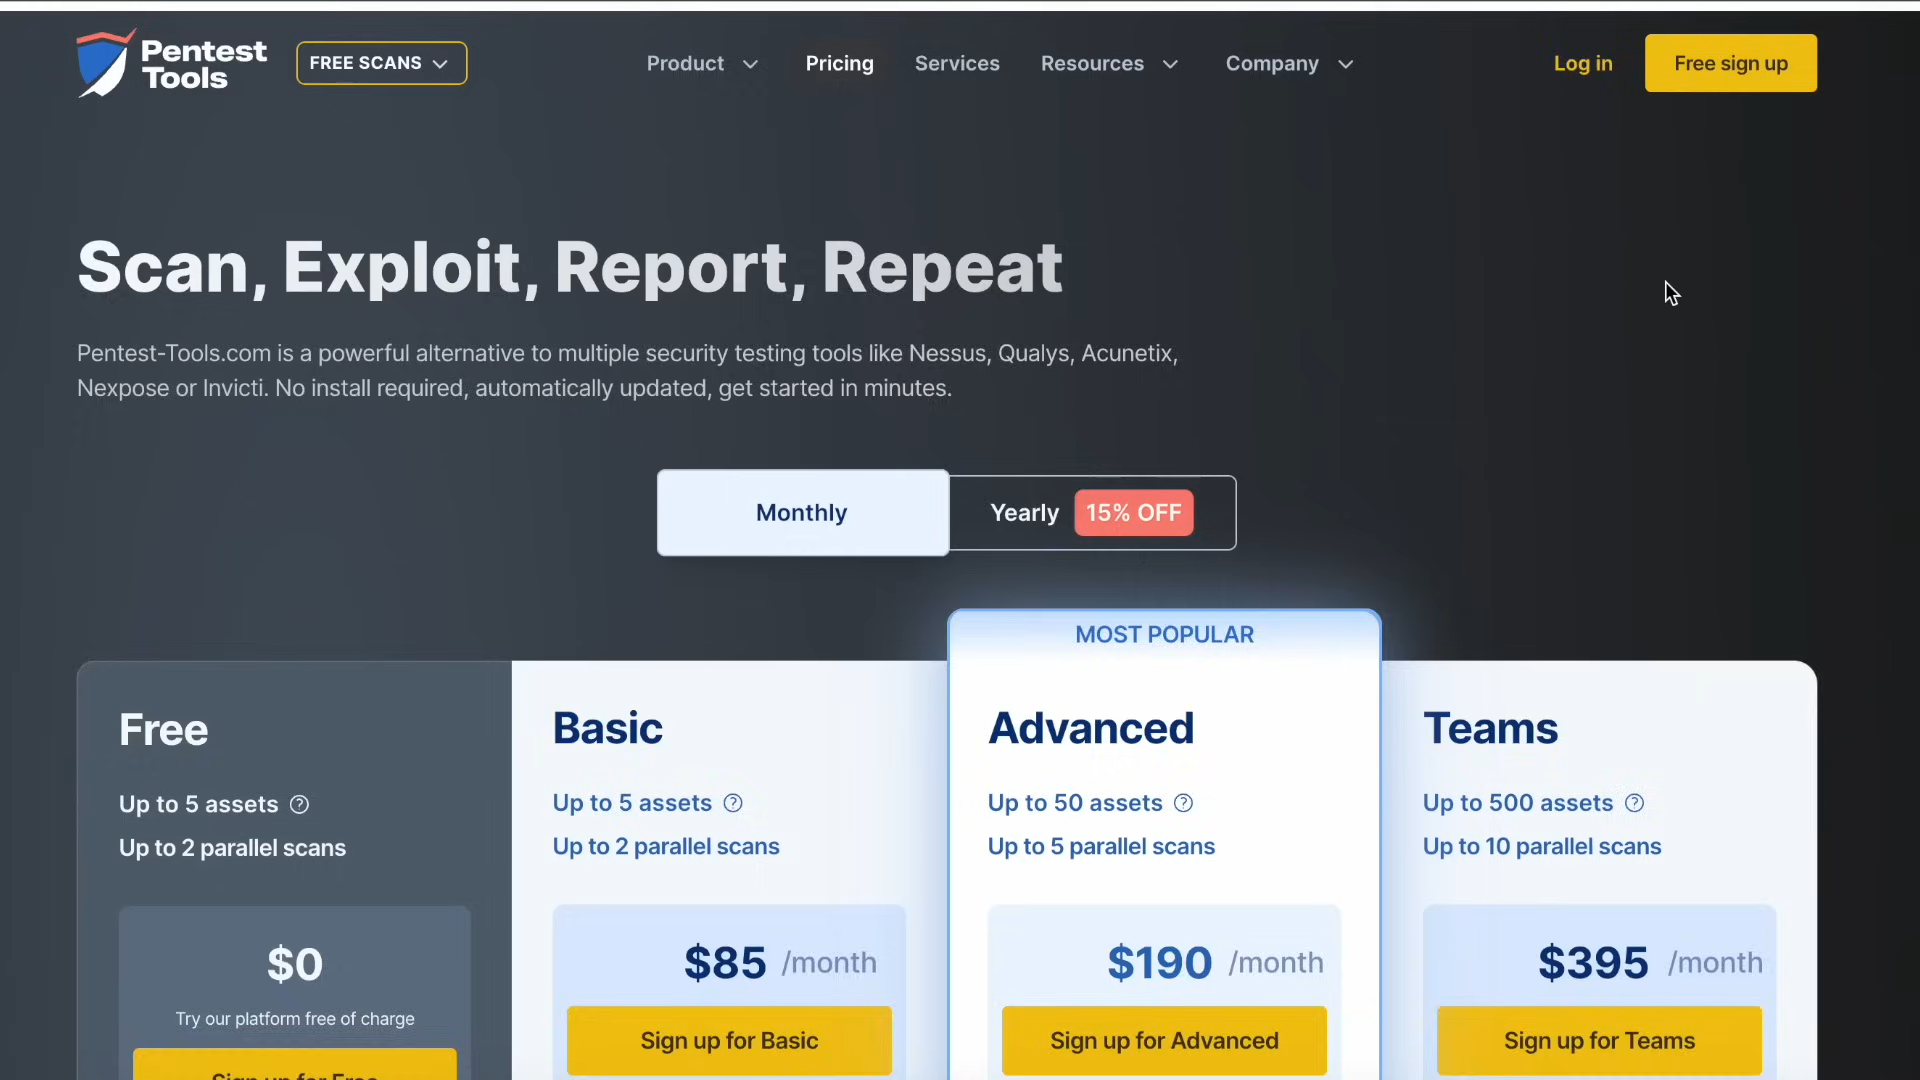 Pentest
Tools
FREE SCANS
Product
Pricing
Services
Resources
Company
Log in
Free sign up
Scan, Exploit, Report, Repeat
Pentest-Tools.com is a powerful alternative to multiple security testing tools like Nessus, Qualys, Acunetix,
Nexpose or Invicti. No install required, automatically updated, get started in minutes.
Monthly
Yearly 15% OFF
Free
Up to 5 assets ?
Up to 2 parallel scans
$0
Try our platform free of charge
Sign up for Free
Basic
Up to 5 assets ?
Up to 2 parallel scans
$85 /month
Sign up for Basic
MOST POPULAR
Advanced
Up to 50 assets ?
Up to 5 parallel scans
$190 /month
Sign up for Advanced
Teams
Up to 500 assets ?
Up to 10 parallel scans
$395 /month
Sign up for Teams